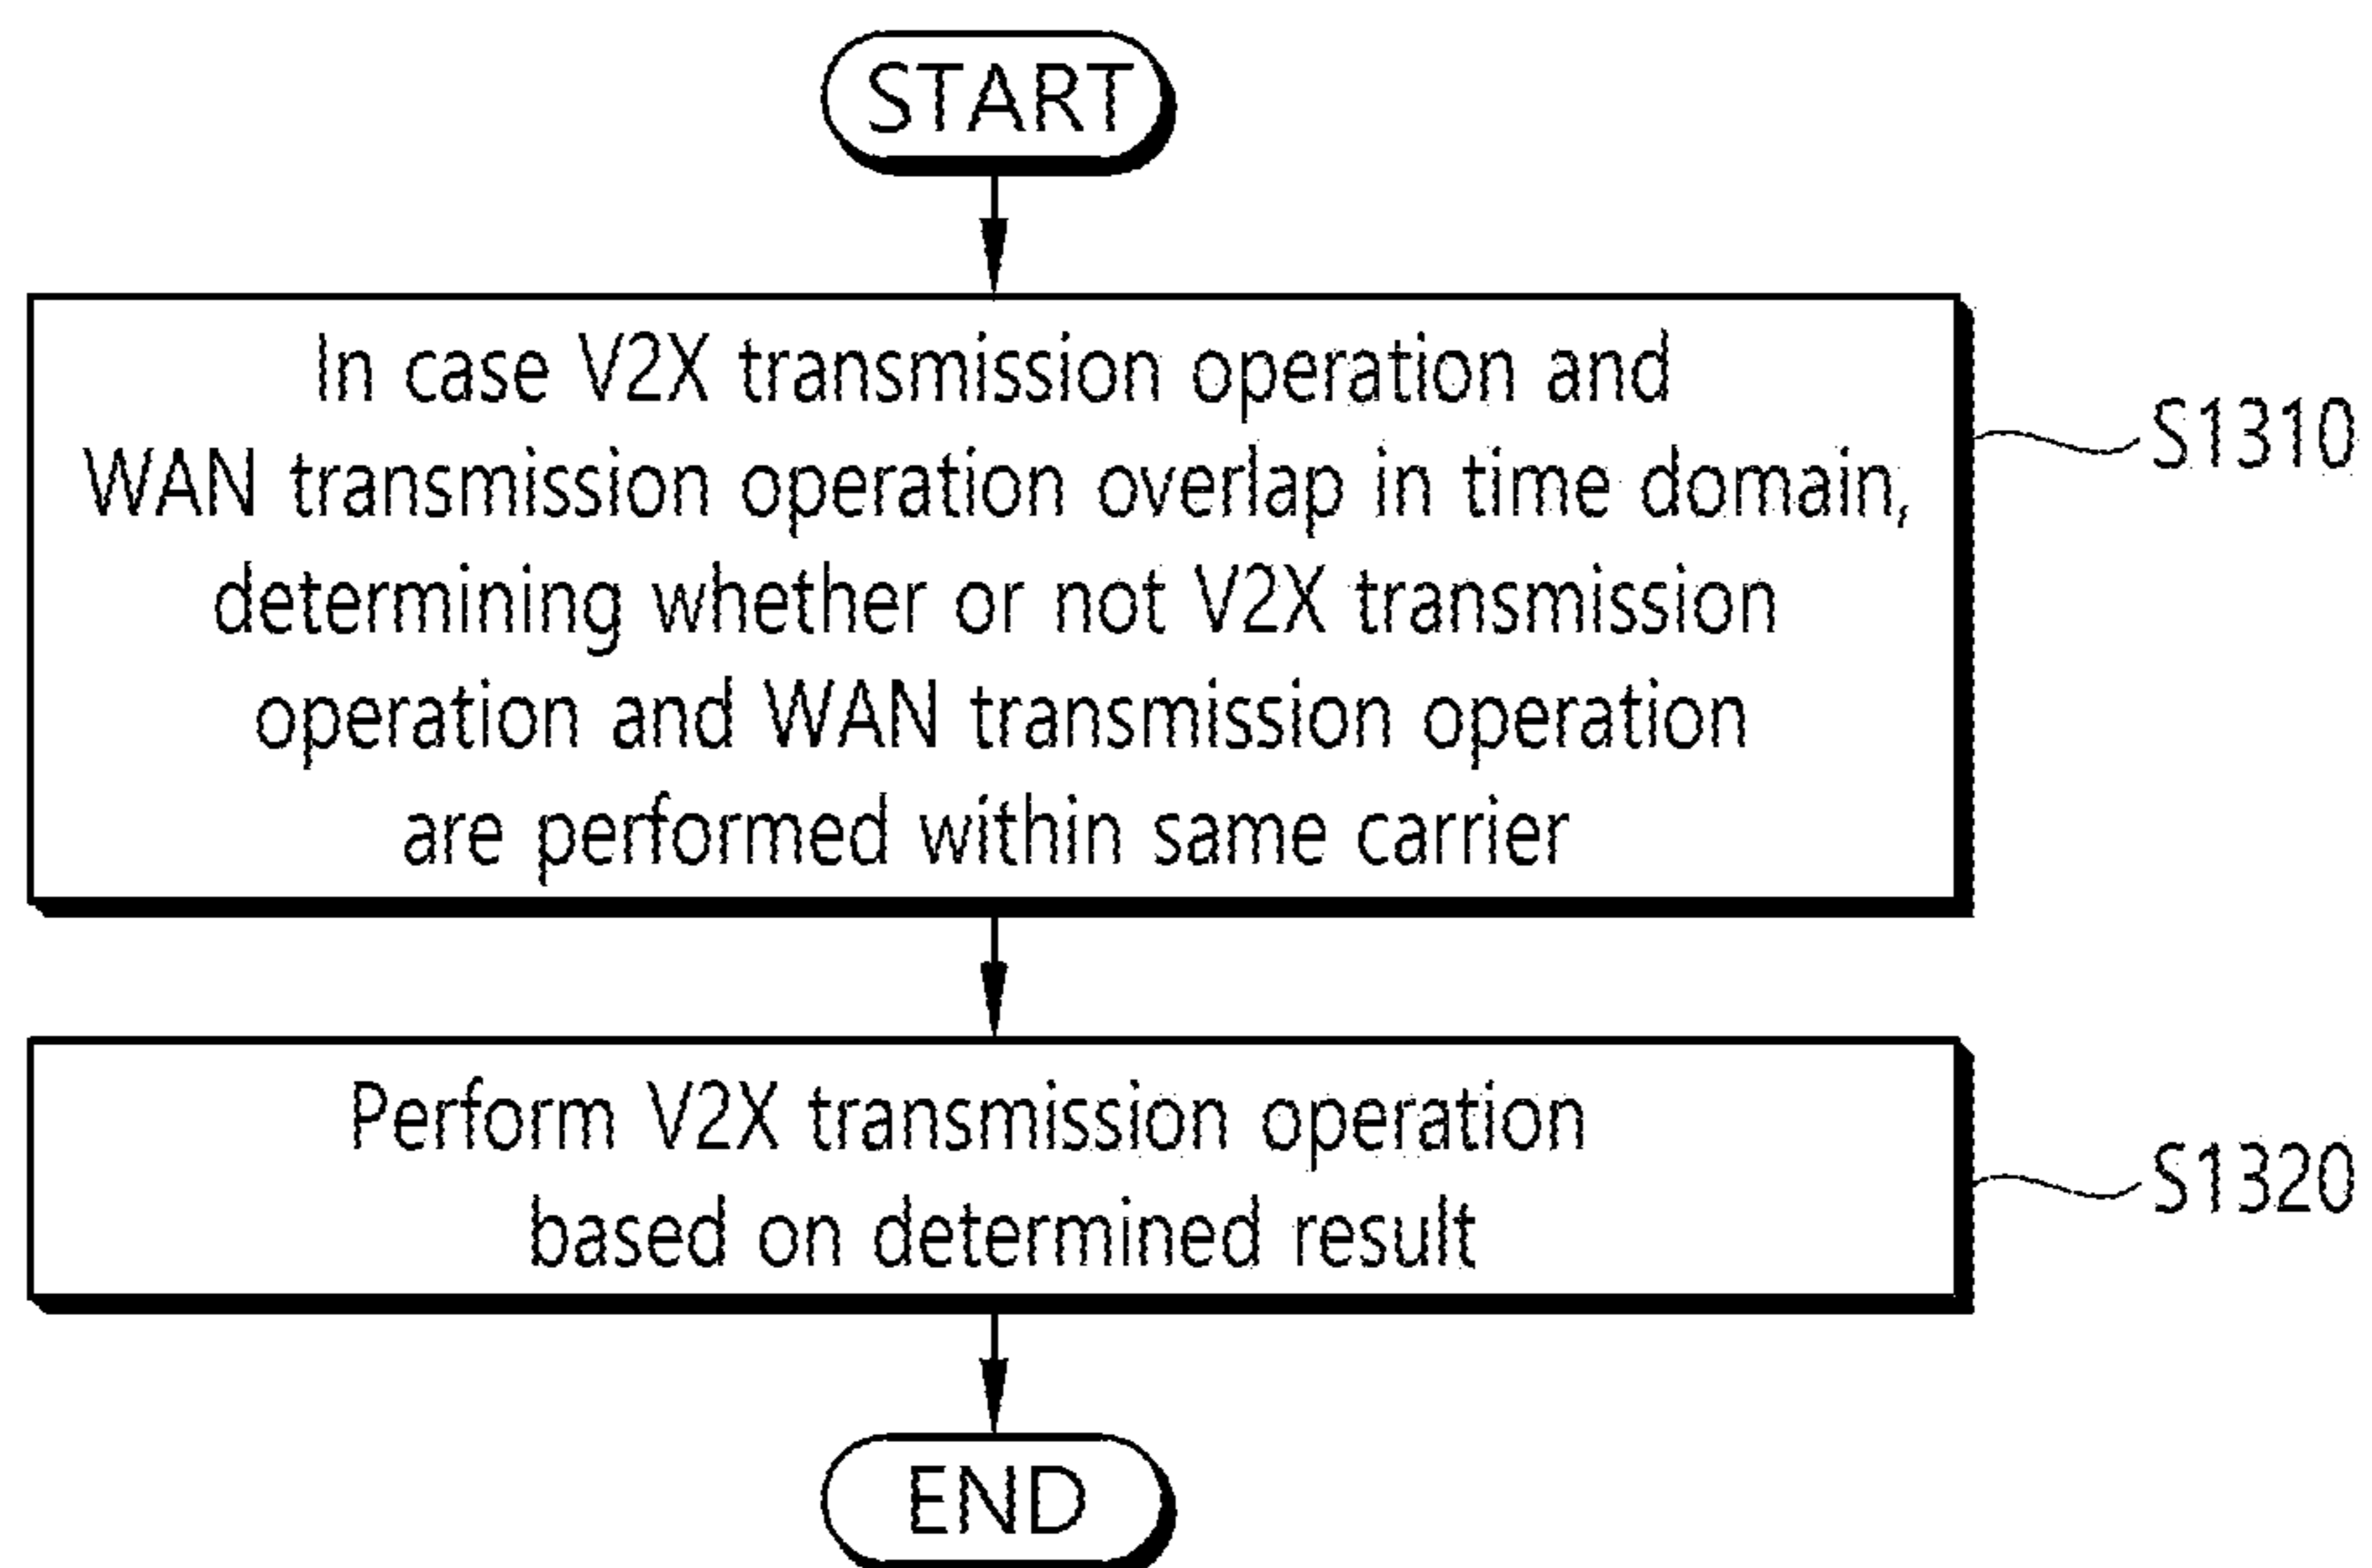 START
In case V2X transmission operation and
WAN transmission operation overlap in time domain,
determining whether or not V2X transmission
operation and WAN transmission operation
are performed within same carrier
S1310
Perform V2X transmission operation
based on determined result
S1320
END